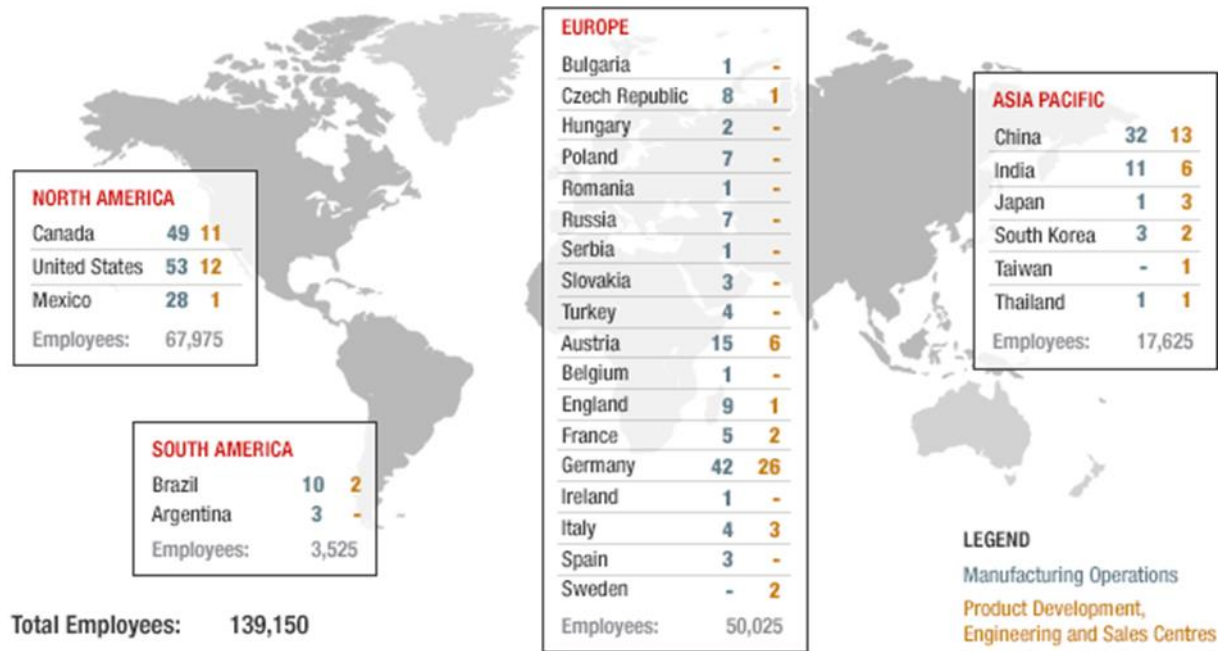 NORTH AMERICA
Canada 49 11
United States 53 12
Mexico 28 1
Employees: 67,975
SOUTH AMERICA
Brazil 10 2
Argentina 3 -
Employees: 3,525
Total Employees: 139,150
EUROPE
Bulgaria 1 -
Czech Republic 8 1
Hungary 2 -
Poland 7 -
Romania 1 -
Russia 7 -
Serbia 1 -
Slovakia 3 -
Turkey 4 -
Austria 15 6
Belgium 1 -
England 9 1
France 5 2
Germany 42 26
Ireland 1 -
Italy 4 3
Spain 3 -
Sweden - 2
Employees: 50,025
ASIA PACIFIC
China 32 13
India 11 6
Japan 1 3
South Korea 3 2
Taiwan - 1
Thailand 1 1
Employees: 17,625
LEGEND
Manufacturing Operations
Product Development,
Engineering and Sales Centres